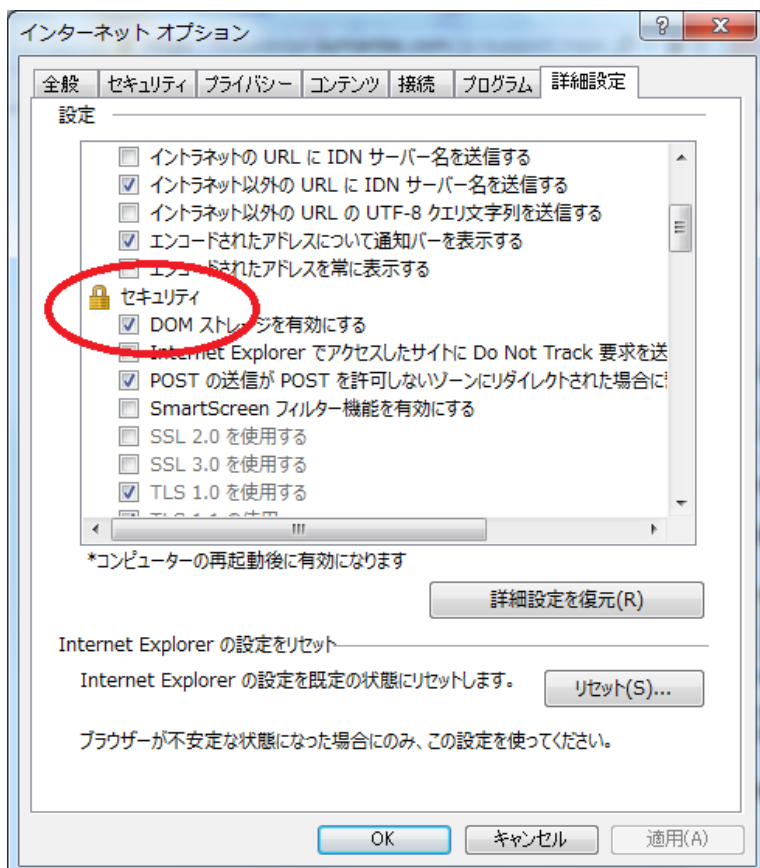 インターネット オプション
全般
セキュリティ
プライバシー
コンテンツ
接続
プログラム
詳細設定
設定
イントラネットの URL に IDN サーバー名を送信する
イントラネット以外の URL に IDN サーバー名を送信する
イントラネット以外の URL の UTF-8 クエリ文字列を送信する
エンコードされたアドレスについて通知バーを表示する
エンコードされたアドレスを常に表示する
セキュリティ
DOM ストレージを有効にする
Internet Explorer でアクセスしたサイトに Do Not Track 要求を送
POST の送信が POST を許可しないゾーンにリダイレクトされた場合に
SmartScreen フィルター機能を有効にする
SSL 2.0 を使用する
SSL 3.0 を使用する
TLS 1.0 を使用する
TLS 1.1 の使用
*コンピューターの再起動後に有効になります
詳細設定を復元(R)
Internet Explorer の設定をリセット
Internet Explorer の設定を既定の状態にリセットします。
リセット(S)...
ブラウザーが不安定な状態になった場合にのみ、この設定を使ってください。
OK
キャンセル
適用(A)